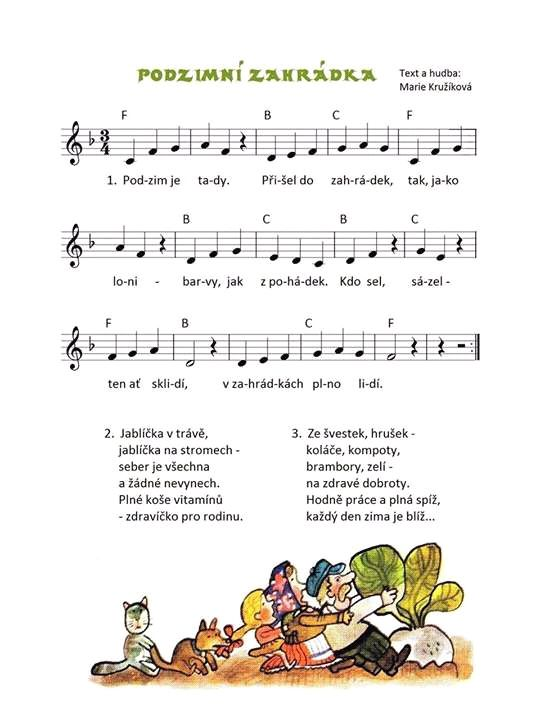 PODZIMNÍ ZAHRÁDKA
Text a hudba:
Marie Kružíková
F B C F
3
4
1. Pod-zim je ta-dy. Při-šel do zah-rá-dek, tak, ja-ko
B C B C
lo-ni - bar-vy, jak z po-há-dek. Kdo sel, sá-zel -
F B C F
ten ať skli-dí, v za-hrád-kách pl-no li-dí.
2. Jablíčka v trávě,
jablíčka na stromech -
seber je všechna
a žádné nevynech.
Plné koše vitamínů
- zdravíčko pro rodinu.
3. Ze švestek, hrušek -
koláče, kompoty,
brambory, zelí -
na zdravé dobroty.
Hodně práce a plná spíž,
každý den zima je blíž...